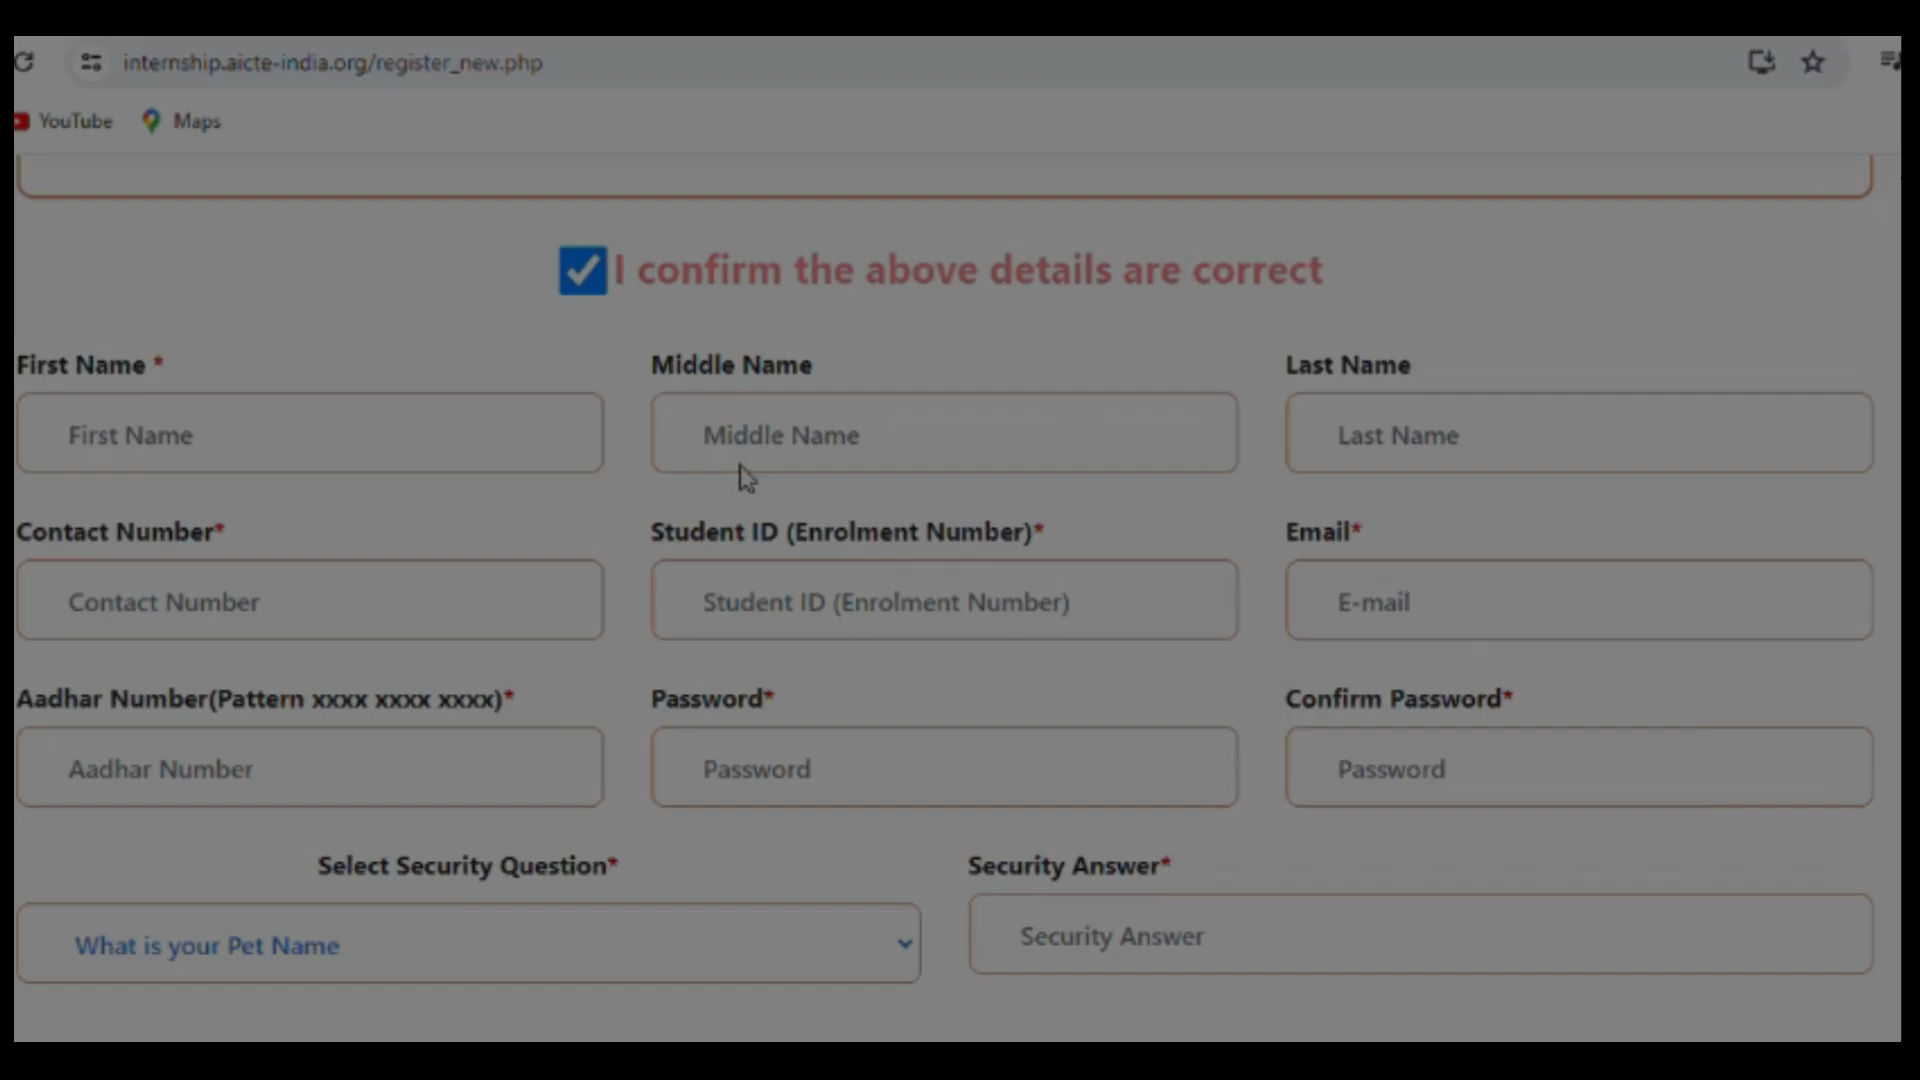 internship.aicte-india.org/register_new.php
YouTube Maps
I confirm the above details are correct
First Name * Middle Name Last Name
First Name Middle Name Last Name
Contact Number* Student ID (Enrolment Number)* Email*
Contact Number Student ID (Enrolment Number) E-mail
Aadhar Number(Pattern xxxx xxxx xxxx)* Password* Confirm Password*
Aadhar Number Password Password
Select Security Question* Security Answer*
What is your Pet Name Security Answer